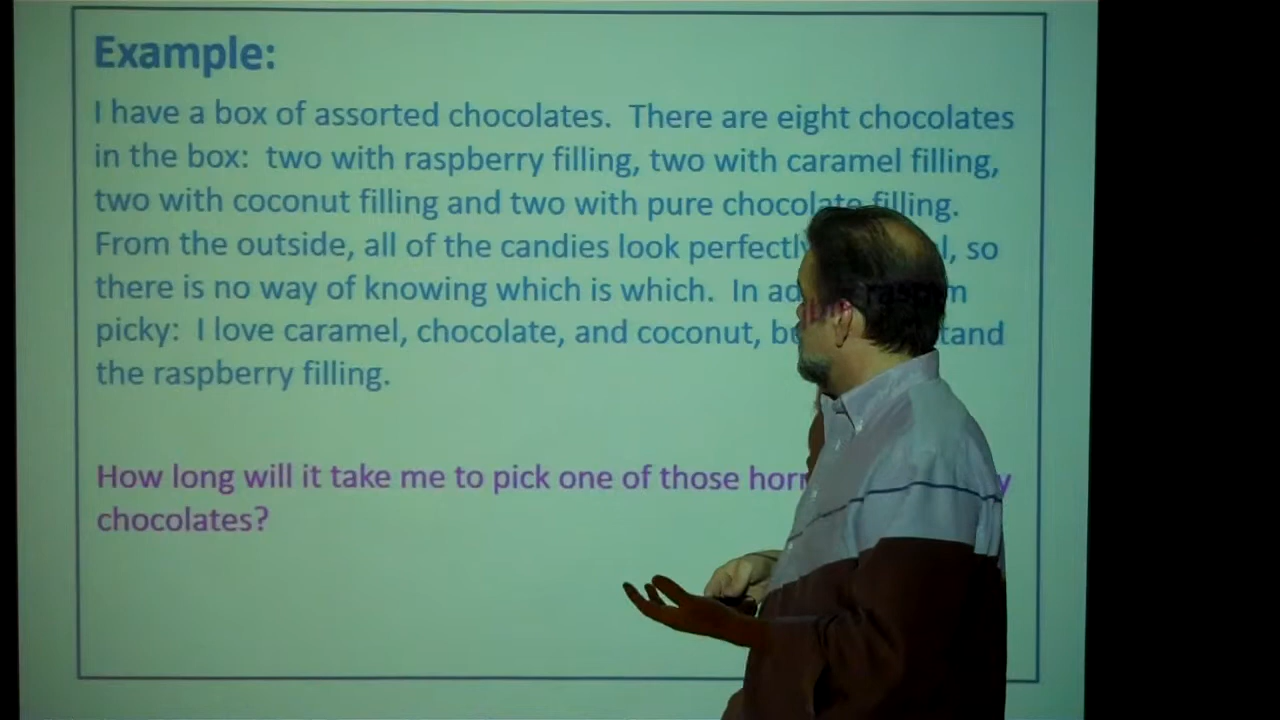 Example:
I have a box of assorted chocolates. There are eight chocolates
in the box: two with raspberry filling, two with caramel filling,
two with coconut filling and two with pure chocolate filling.
From the outside, all of the candies look perfectly so
there is no way of knowing which is which. In
picky: I love caramel, chocolate, and coconut,
the raspberry filling.
How long will it take me to pick one of those
chocolates?